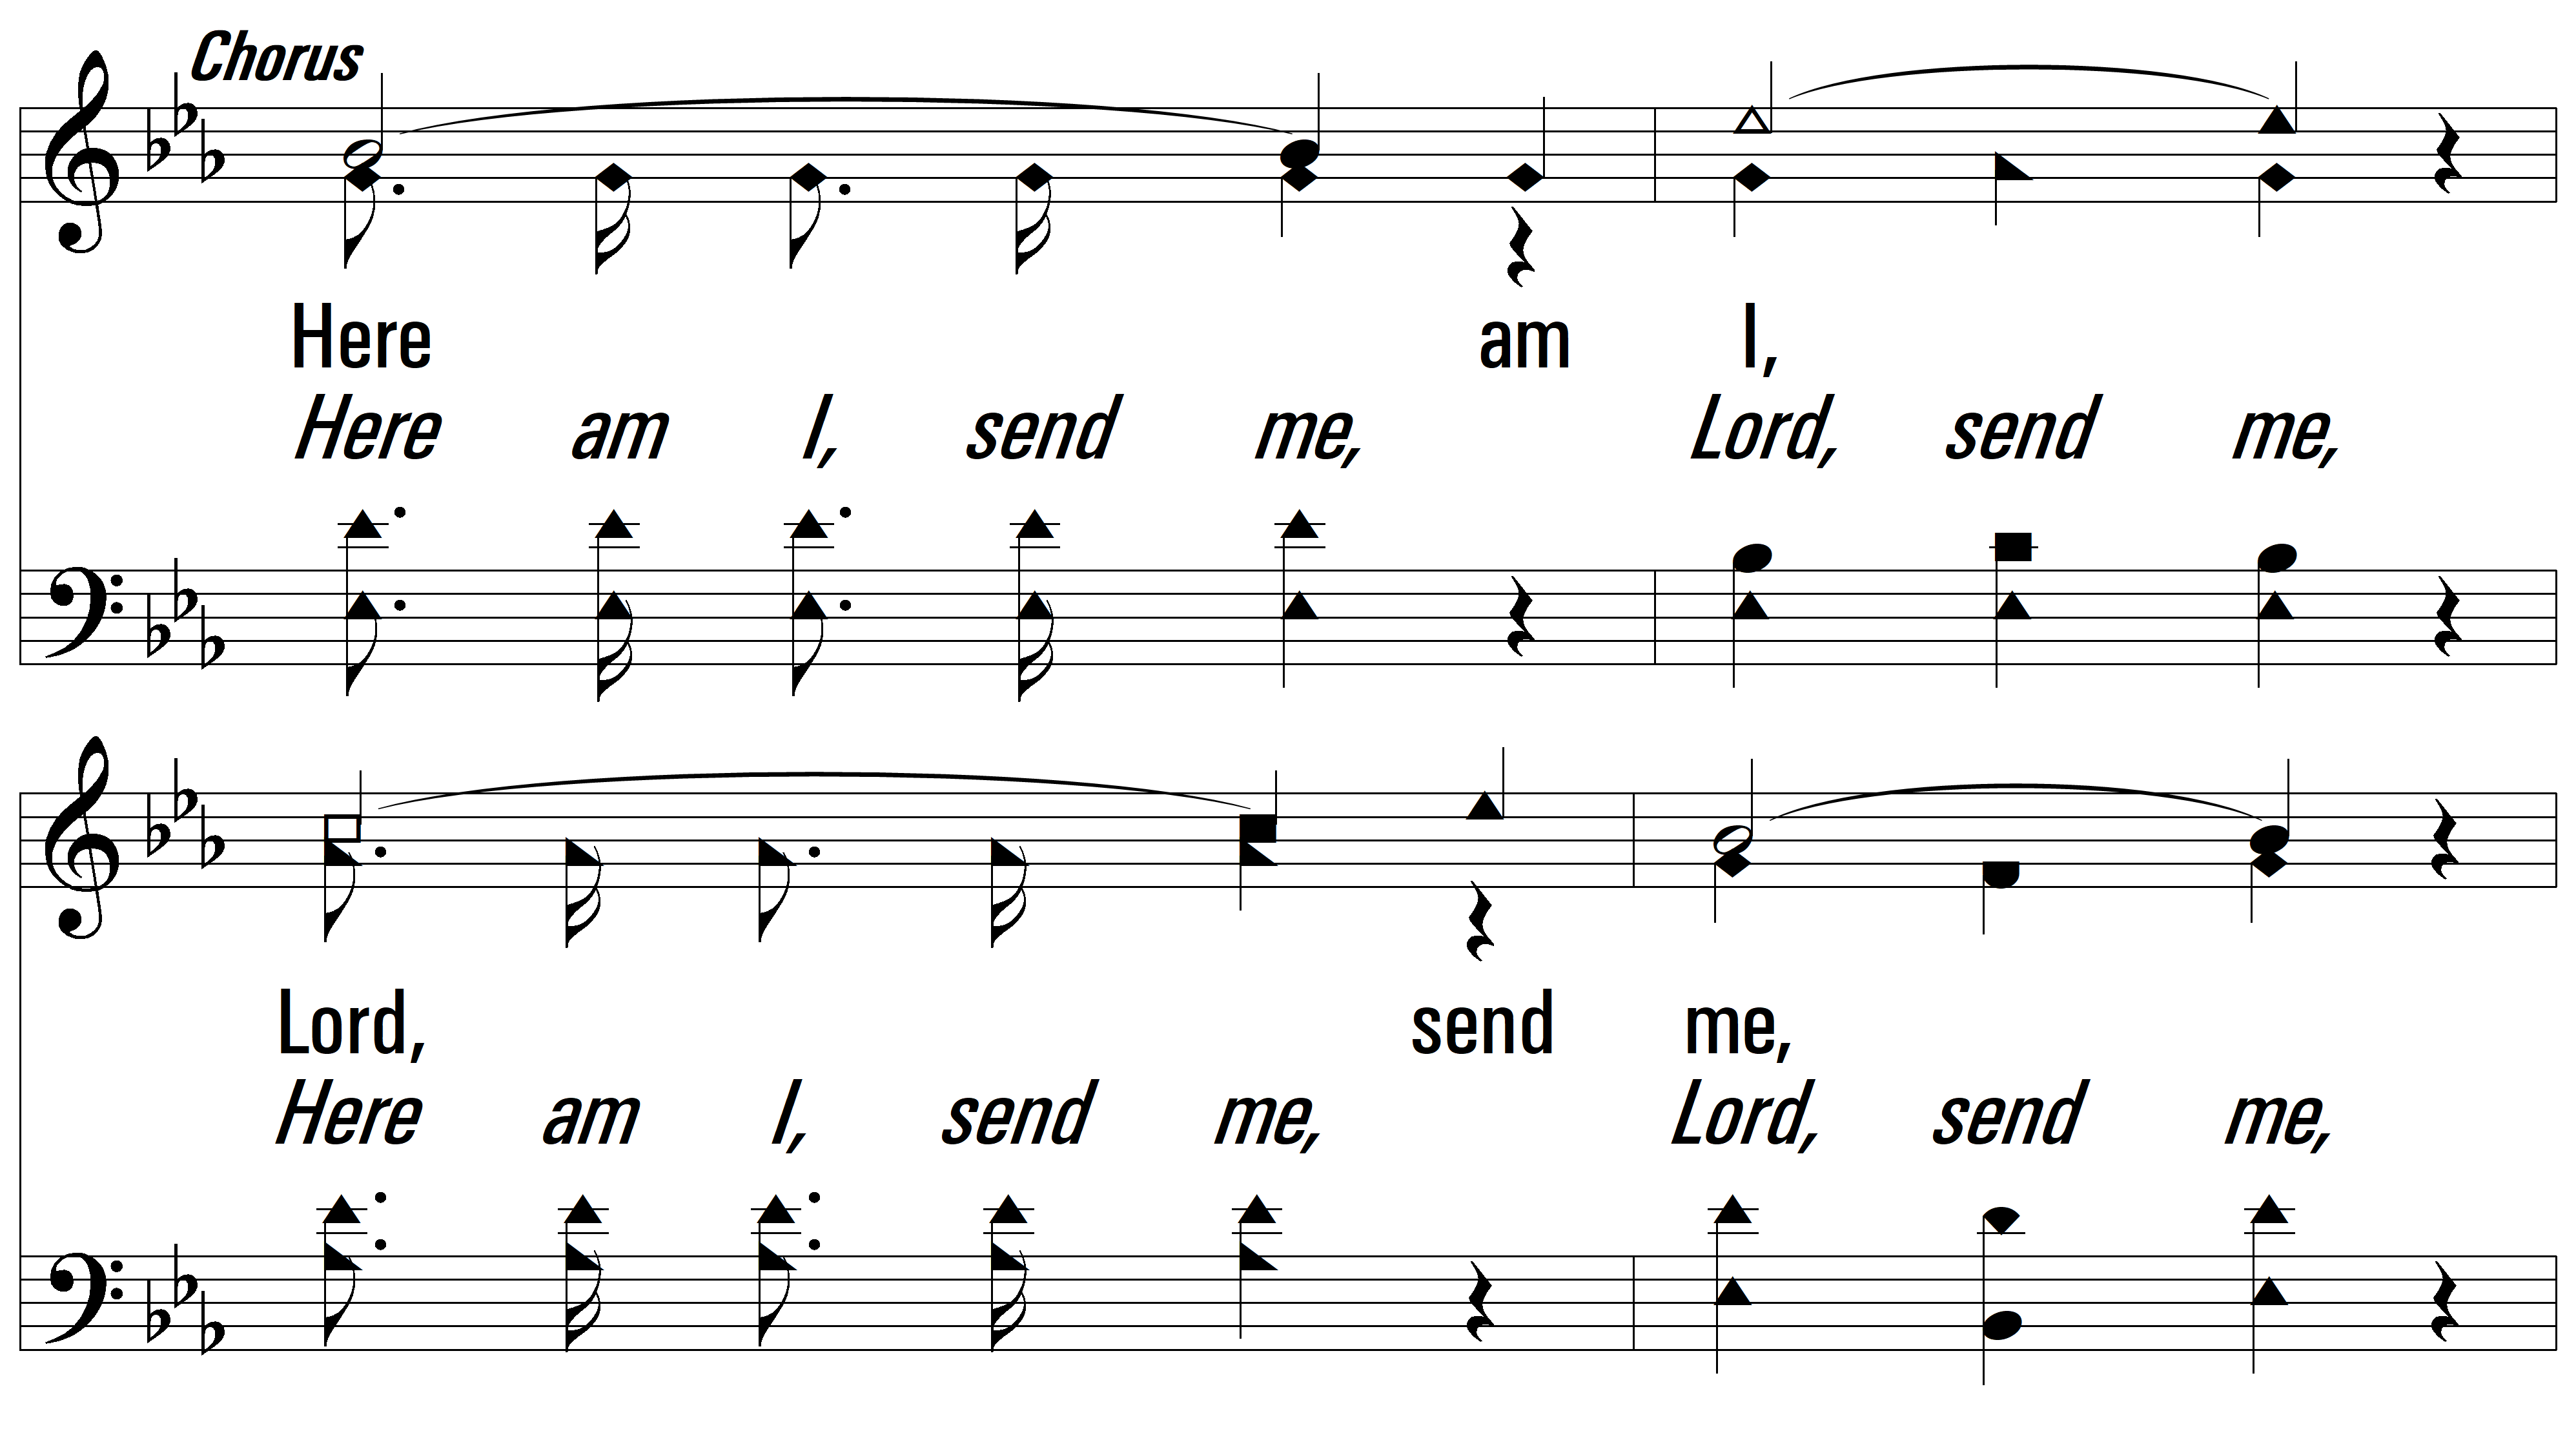 Chorus
Here am I,
Here am I, send me, Lord, send me,
Lord, send me,
Here am I, send me, Lord, send me,